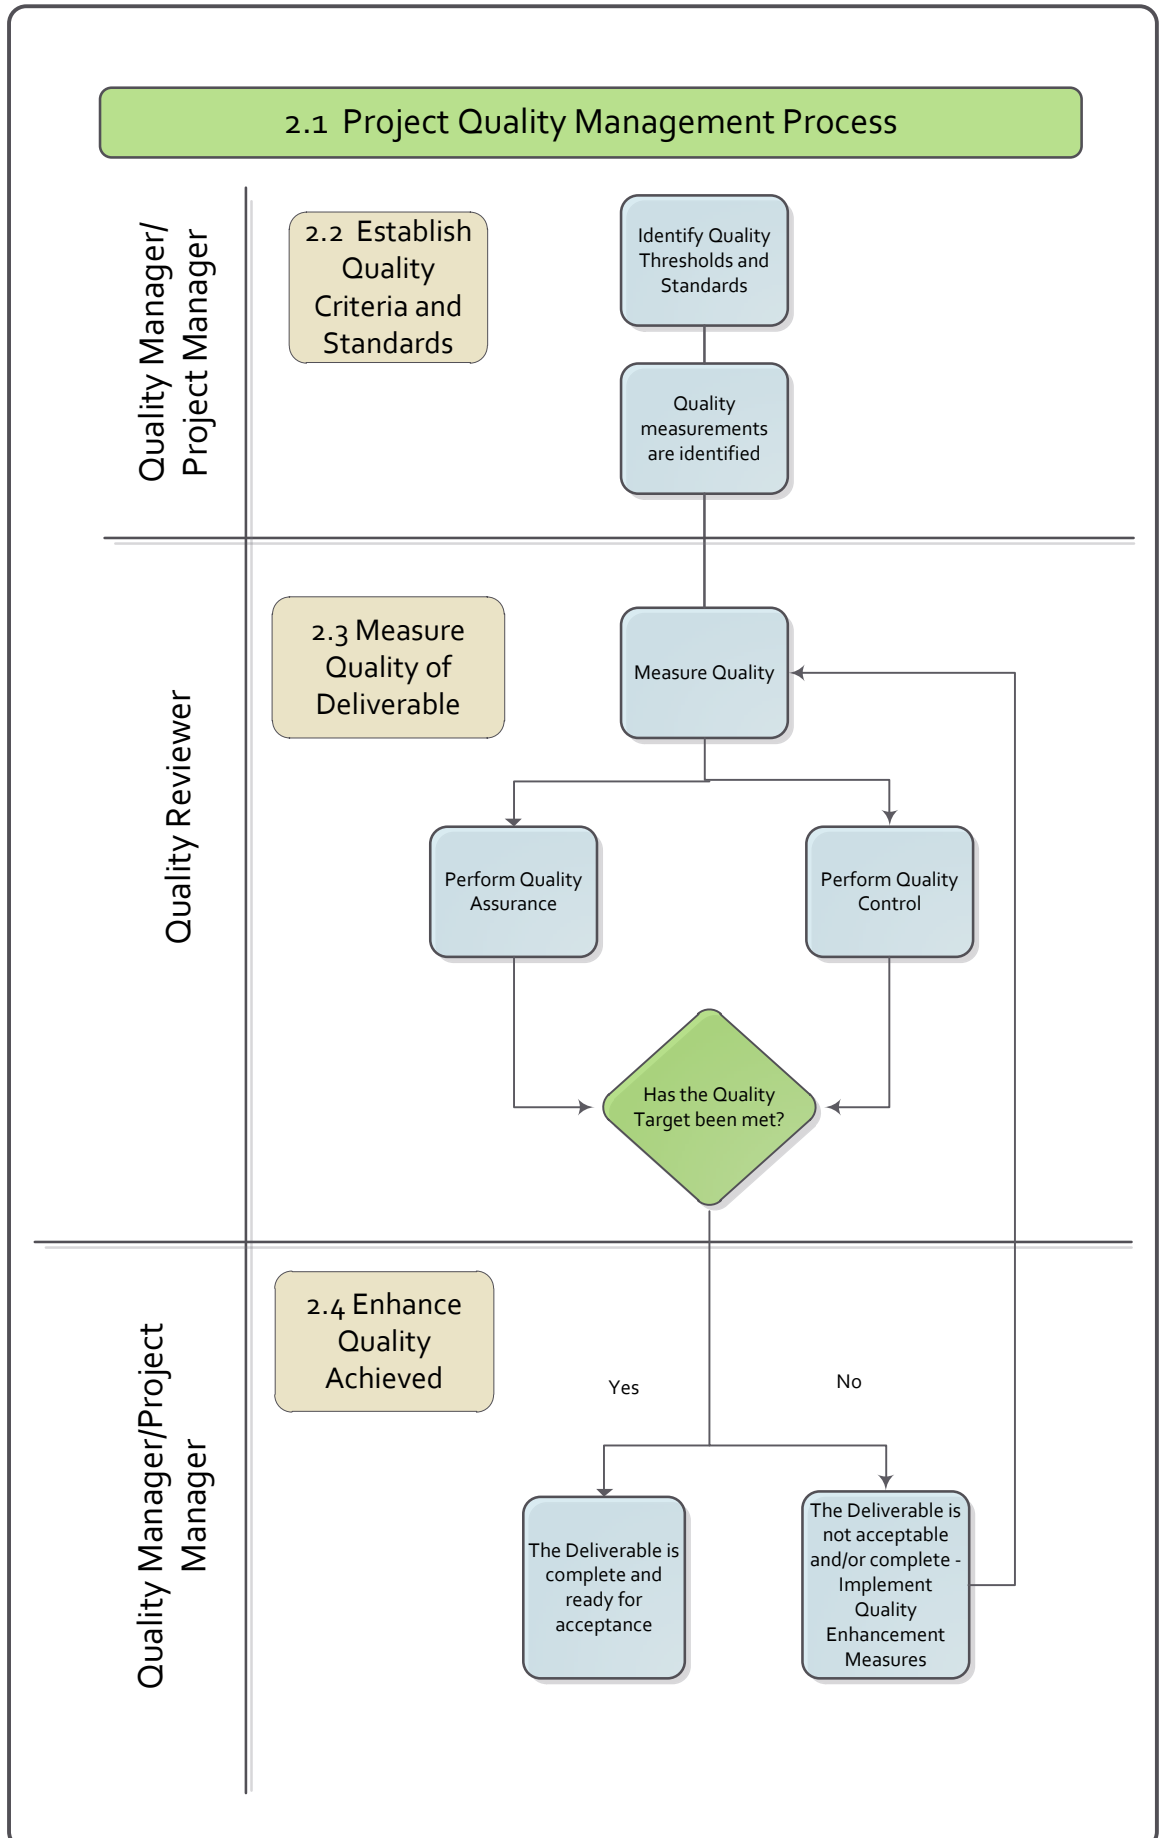 2.1  Project Quality Management Process
Quality Manager/
Project Manager
2.2  Establish
Quality
Criteria and
Standards
Identify Quality
Thresholds and
Standards
Quality
measurements
are identified
Quality Reviewer
2.3 Measure
Quality of
Deliverable
Measure Quality
Perform Quality
Assurance
Perform Quality
Control
Has the Quality
Target been met?
Quality Manager/Project
Manager
2.4 Enhance
Quality
Achieved
Yes
No
The Deliverable is
complete and
ready for
acceptance
The Deliverable is
not acceptable
and/or complete -
Implement
Quality
Enhancement
Measures